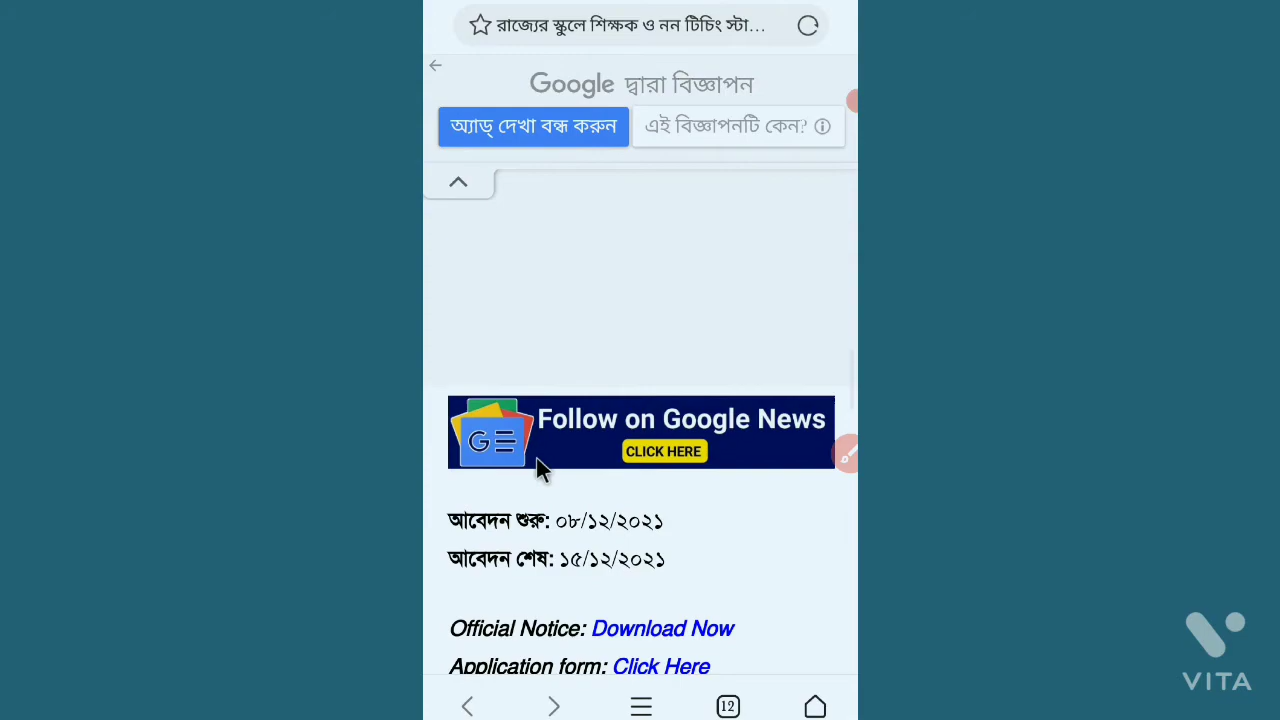 রাজ্যের স্কুলে শিক্ষক ও নন টিচিং স্টা...
Google দ্বারা বিজ্ঞাপন
অ্যাড্ দেখা বন্ধ করুন
এই বিজ্ঞাপনটি কেন?
GΞ Follow on Google News
CLICK HERE
আবেদন শুরু: ০৮/১২/২০২১
আবেদন শেষ: ১৫/১২/২০২১
Official Notice: Download Now
Application form: Click Here
12
VITA